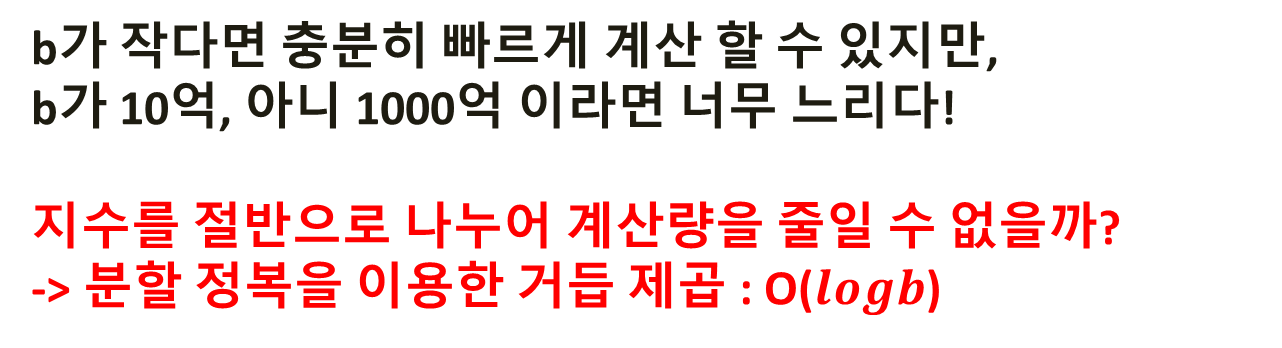 b가 작다면 충분히 빠르게 계산 할 수 있지만,
b가 10억, 아니 1000억 이라면 너무 느리다!
지수를 절반으로 나누어 계산량을 줄일 수 없을까?
-> 분할 정복을 이용한 거듭 제곱 : O(logb)